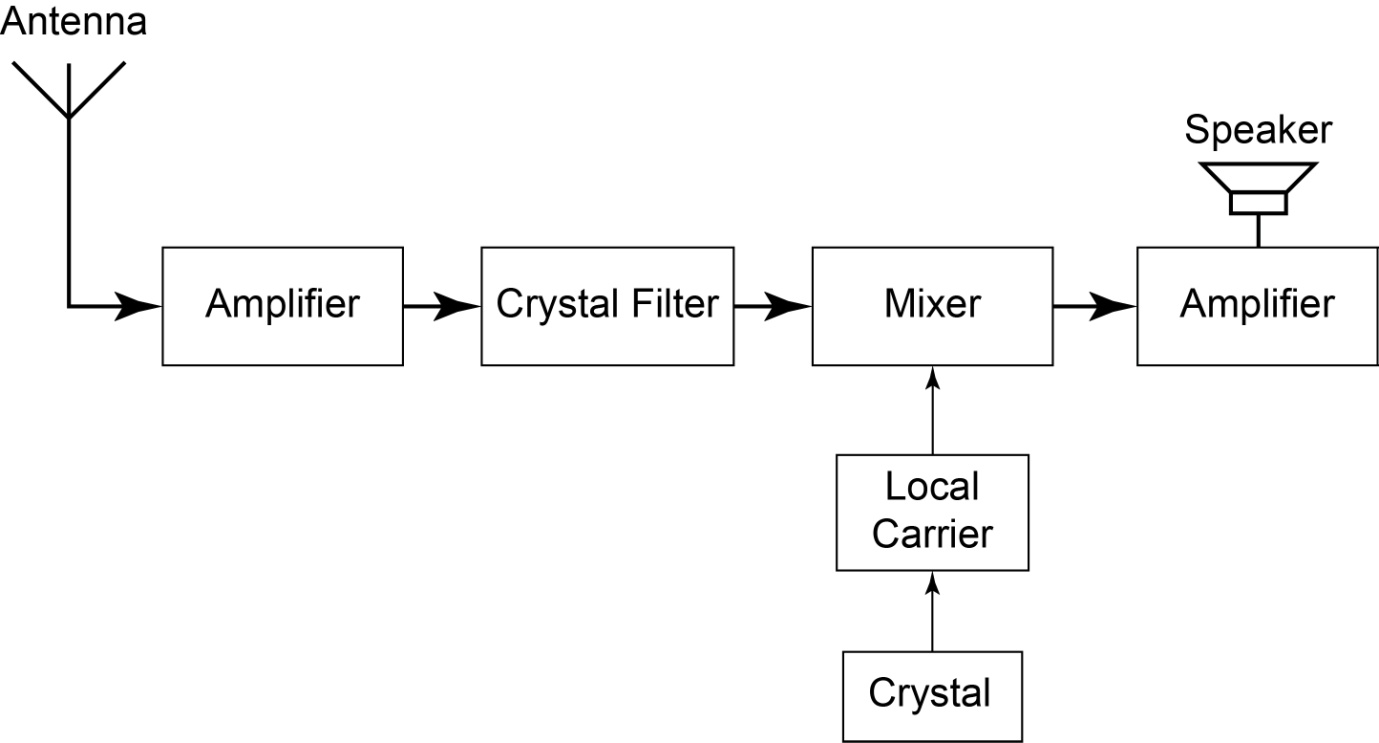 Antenna
Speaker
Amplifier
Crystal Filter
Mixer
Amplifier
Local
Carrier
Crystal